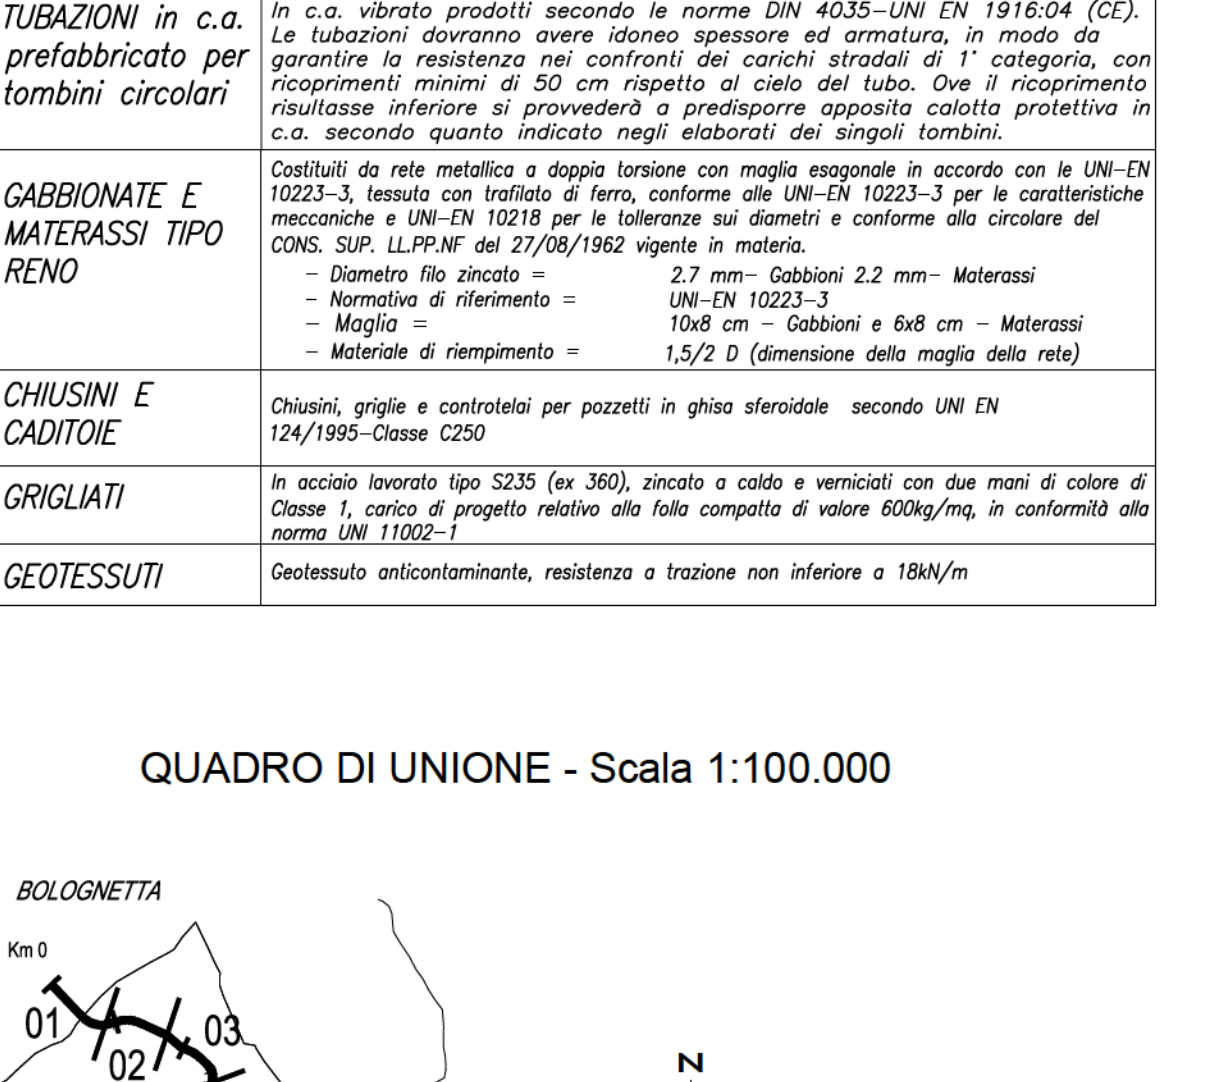 TUBAZIONI in c.a.
prefabbricato per
tombini circolari
In c.a. vibrato prodotti secondo le norme DIN 4035-UNI EN 1916:04 (CE).
Le tubazioni dovranno avere idoneo spessore ed armatura, in modo da
garantire la resistenza nei confronti dei carichi stradali di 1° categoria, con
ricoprimenti minimi di 50 cm rispetto al cielo del tubo. Ove il ricoprimento
risultasse inferiore si provvederà a predisporre apposita calotta protettiva in
c.a. secondo quanto indicato negli elaborati dei singoli tombini.
GABBIONATE E
MATERASSI TIPO
RENO
Costituiti da rete metallica a doppia torsione con maglia esagonale in accordo con le UNI-EN
10223-3, tessuta con trafilato di ferro, conforme alle UNI-EN 10223-3 per le caratteristiche
meccaniche e UNI-EN 10218 per le tolleranze sui diametri e conforme alla circolare del
CONS. SUP. LL.PP.NF del 27/08/1962 vigente in materia.
- Diametro filo zincato = 2.7 mm- Gabbioni 2.2 mm- Materassi
- Normativa di riferimento = UNI-EN 10223-3
- Maglia = 10x8 cm - Gabbioni e 6x8 cm - Materassi
- Materiale di riempimento = 1,5/2 D (dimensione della maglia della rete)
CHIUSINI E
CADITOIE
Chiusini, griglie e controtelai per pozzetti in ghisa sferoidale secondo UNI EN
124/1995-Classe C250
GRIGLIATI
In acciaio lavorato tipo S235 (ex 360), zincato a caldo e verniciati con due mani di colore di
Classe 1, carico di progetto relativo alla folla compatta di valore 600kg/mq, in conformità alla
norma UNI 11002-1
GEOTESSUTI
Geotessuto anticontaminante, resistenza a trazione non inferiore a 18kN/m
QUADRO DI UNIONE - Scala 1:100.000
BOLOGNETTA
Km 0
01
03
02
N